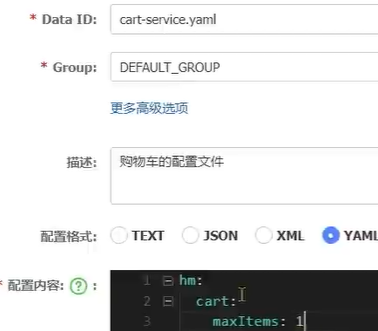 * Data ID: cart-service.yaml
* Group: DEFAULT_GROUP
更多高级选项
描述: 购物车的配置文件
配置格式: TEXT JSON XML YAML
* 配置内容: ? :
1 hm:
2 cart:
3 maxItems: 1